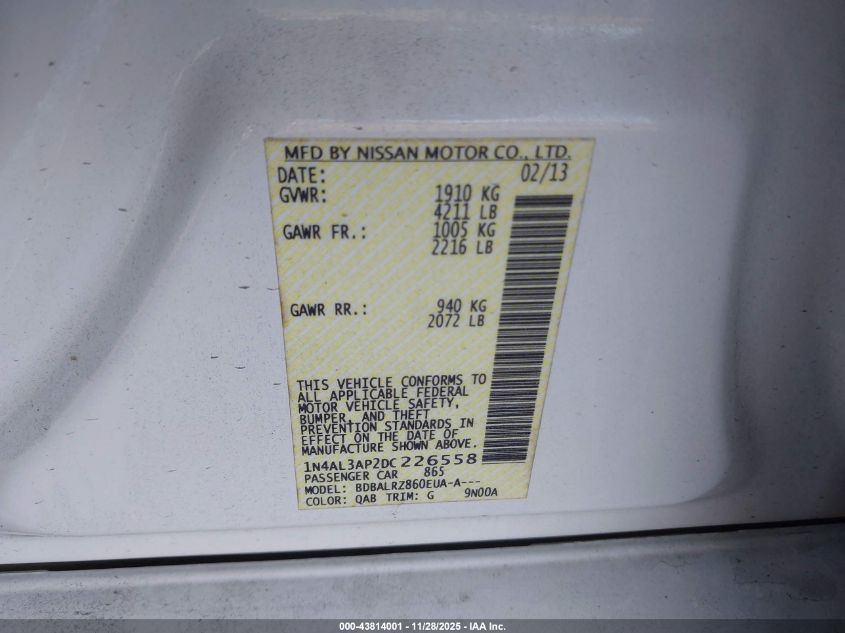 MFD BY NISSAN MOTOR CO., LTD.
DATE: 02/13
GVWR: 1910 KG
4211 LB
GAWR FR.: 1005 KG
2216 LB
GAWR RR.: 940 KG
2072 LB
THIS VEHICLE CONFORMS TO
ALL APPLICABLE FEDERAL
MOTOR VEHICLE SAFETY,
BUMPER, AND THEFT
PREVENTION STANDARDS IN
EFFECT ON THE DATE OF
MANUFACTURE SHOWN ABOVE.
1N4AL3AP2DC226558
PASSENGER CAR 865
MODEL: BDBALRZ860EUA-A---
COLOR: QAB TRIM: G 9N00A
000-43814001 - 11/28/2025 - IAA Inc.